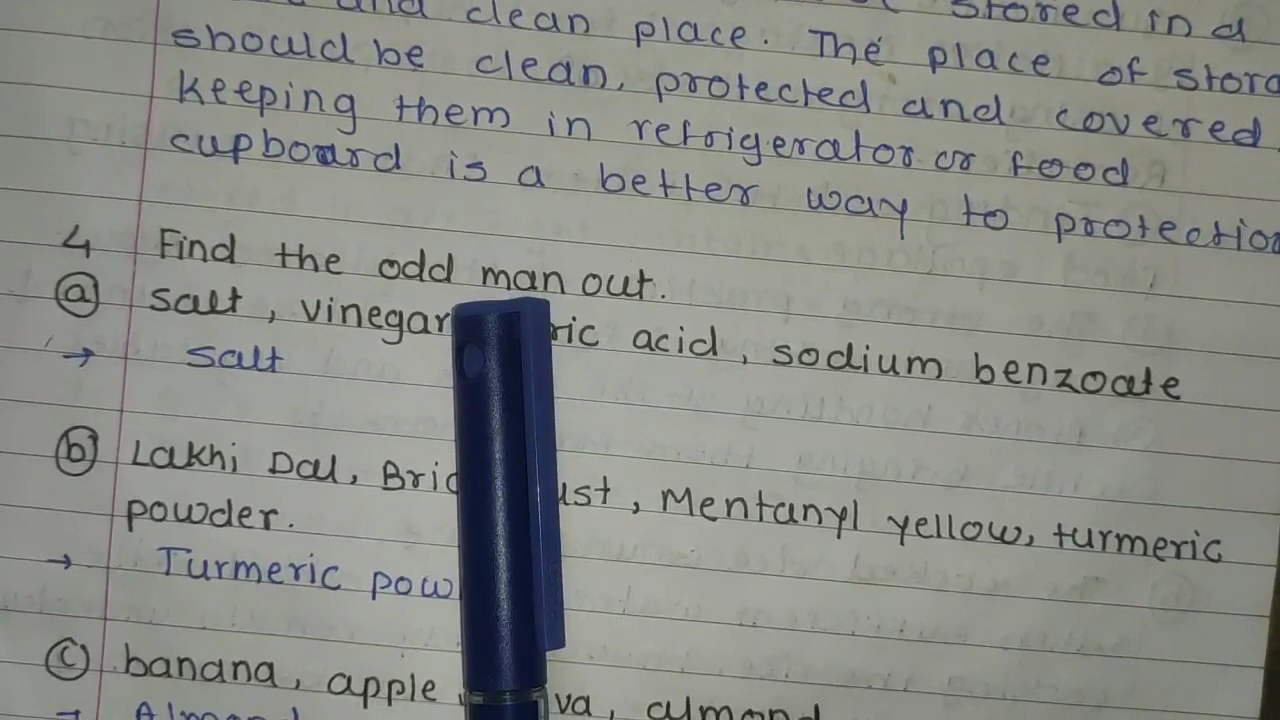 and clean place. The stored in a
should be clean, protected and place of
keeping them in refrigerator or food covered
cupboard is a better way to protection
4 Find the odd man out.
ⓐ salt, vinegar ric acid, sodium benzoate
→ salt
ⓑ Lakhi Dal, Bric ust, Mentanyl yellow, turmeric
powder.
→ Turmeric pow
ⓒ banana, apple va, almond
→ Almond